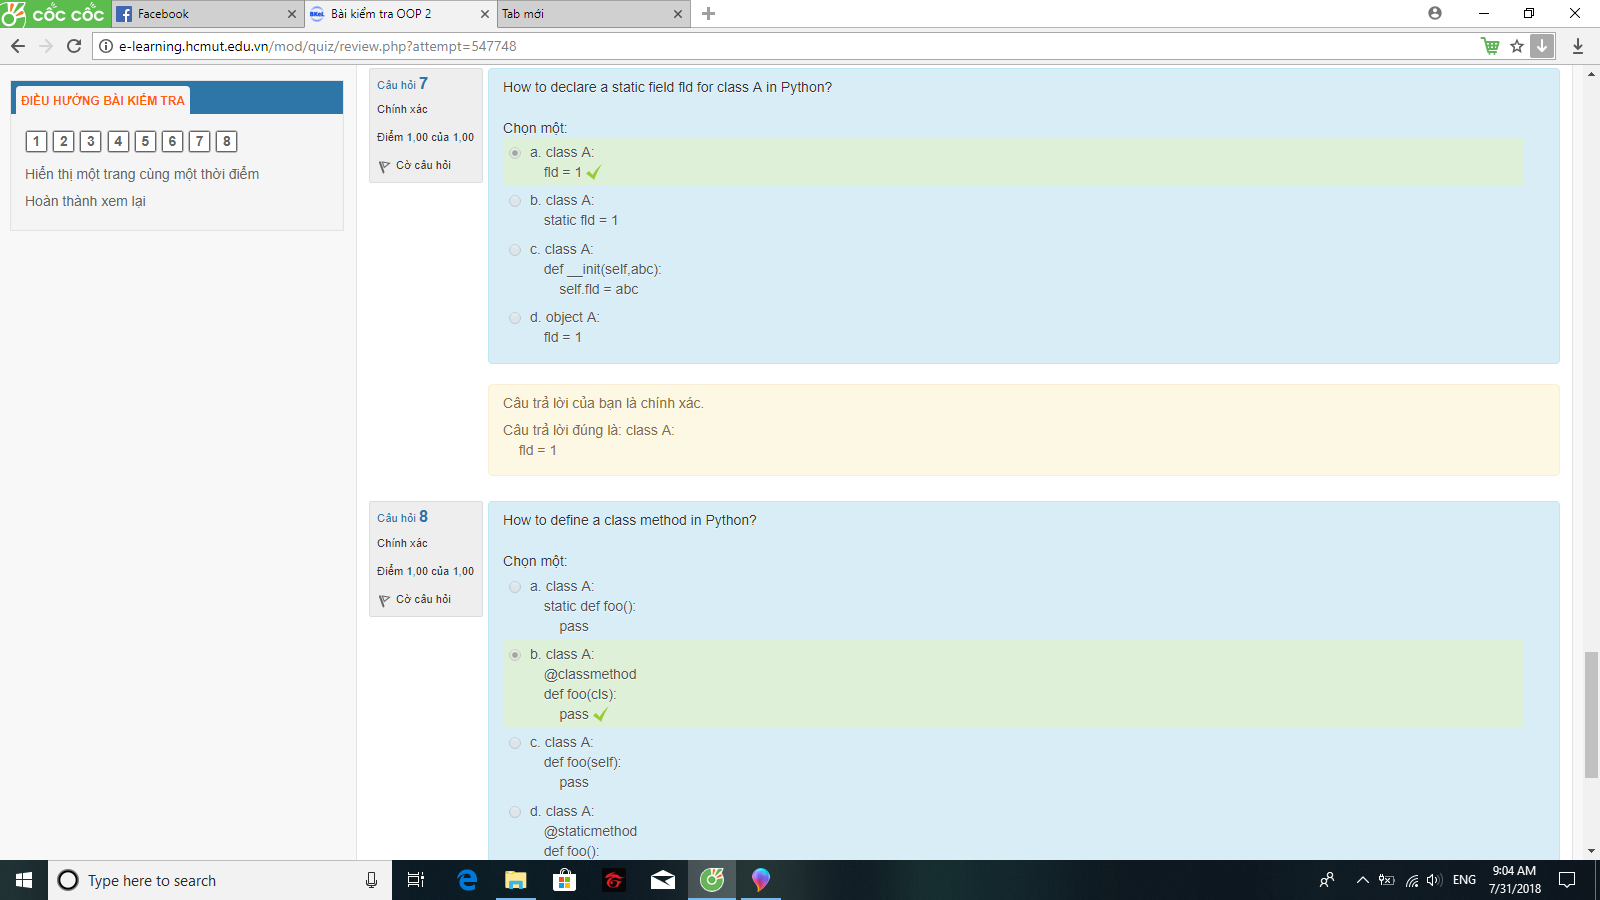 cốc cốc
Facebook
Bài kiểm tra OOP 2
Tab mới
e-learning.hcmut.edu.vn/mod/quiz/review.php?attempt=547748
ĐIỀU HƯỚNG BÀI KIỂM TRA
1 2 3 4 5 6 7 8
Hiển thị một trang cùng một thời điểm
Hoàn thành xem lại
Câu hỏi 7
Chính xác
Điểm 1,00 của 1,00
Cờ câu hỏi
How to declare a static field fld for class A in Python?
Chọn một:
a. class A:
fld = 1
b. class A:
static fld = 1
c. class A:
def __init(self,abc):
self.fld = abc
d. object A:
fld = 1
Câu trả lời của bạn là chính xác.
Câu trả lời đúng là: class A:
fld = 1
Câu hỏi 8
Chính xác
Điểm 1,00 của 1,00
Cờ câu hỏi
How to define a class method in Python?
Chọn một:
a. class A:
static def foo():
pass
b. class A:
@classmethod
def foo(cls):
pass
c. class A:
def foo(self):
pass
d. class A:
@staticmethod
def foo():
Type here to search
ENG
9:04 AM
7/31/2018